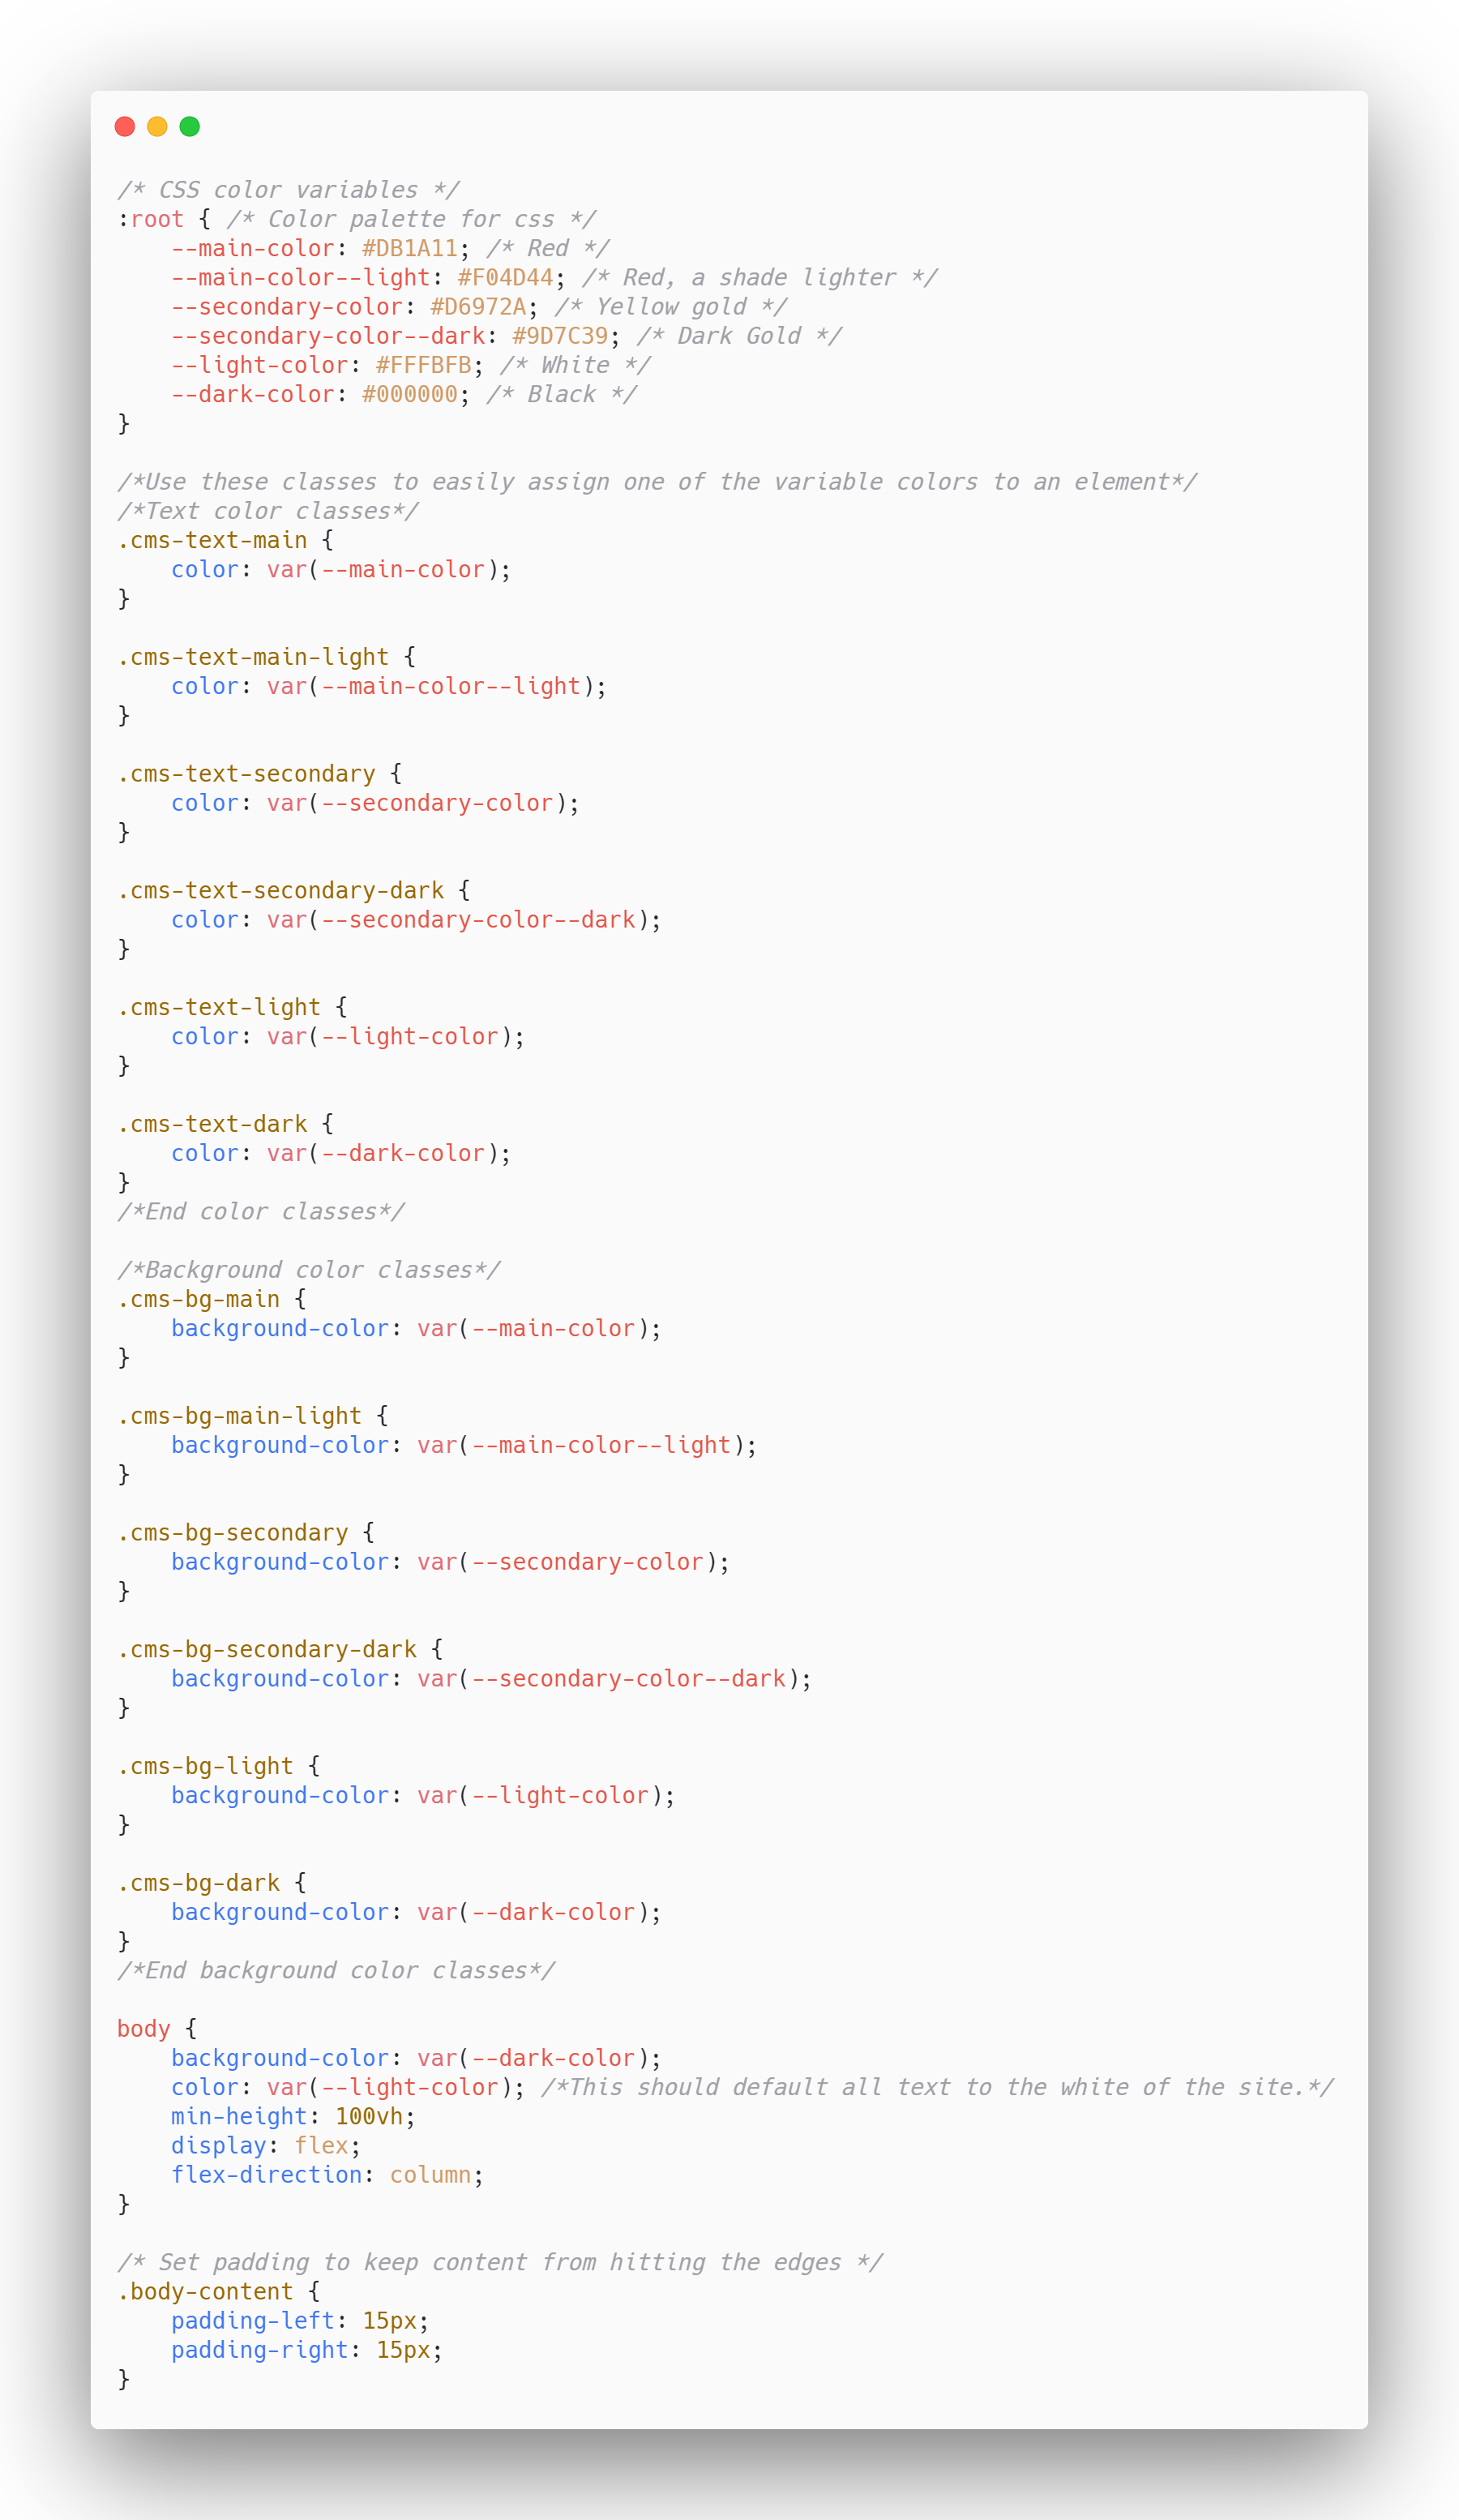 /* CSS color variables */
:root { /* Color palette for css */
    --main-color: #DB1A11; /* Red */
    --main-color--light: #F04D44; /* Red, a shade lighter */
    --secondary-color: #D6972A; /* Yellow gold */
    --secondary-color--dark: #9D7C39; /* Dark Gold */
    --light-color: #FFFBFB; /* White */
    --dark-color: #000000; /* Black */
}

/*Use these classes to easily assign one of the variable colors to an element*/
/*Text color classes*/
.cms-text-main {
    color: var(--main-color);
}

.cms-text-main-light {
    color: var(--main-color--light);
}

.cms-text-secondary {
    color: var(--secondary-color);
}

.cms-text-secondary-dark {
    color: var(--secondary-color--dark);
}

.cms-text-light {
    color: var(--light-color);
}

.cms-text-dark {
    color: var(--dark-color);
}
/*End color classes*/

/*Background color classes*/
.cms-bg-main {
    background-color: var(--main-color);
}

.cms-bg-main-light {
    background-color: var(--main-color--light);
}

.cms-bg-secondary {
    background-color: var(--secondary-color);
}

.cms-bg-secondary-dark {
    background-color: var(--secondary-color--dark);
}

.cms-bg-light {
    background-color: var(--light-color);
}

.cms-bg-dark {
    background-color: var(--dark-color);
}
/*End background color classes*/

body {
    background-color: var(--dark-color);
    color: var(--light-color); /*This should default all text to the white of the site.*/
    min-height: 100vh;
    display: flex;
    flex-direction: column;
}

/* Set padding to keep content from hitting the edges */
.body-content {
    padding-left: 15px;
    padding-right: 15px;
}